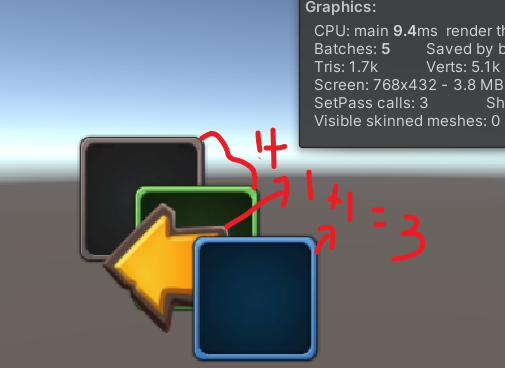 Graphics:
CPU: main 9.4ms render th
Batches: 5 Saved by b
Tris: 1.7k Verts: 5.1k
Screen: 768x432 - 3.8 MB
SetPass calls: 3 Sh
Visible skinned meshes: 0
1+
1+1=3